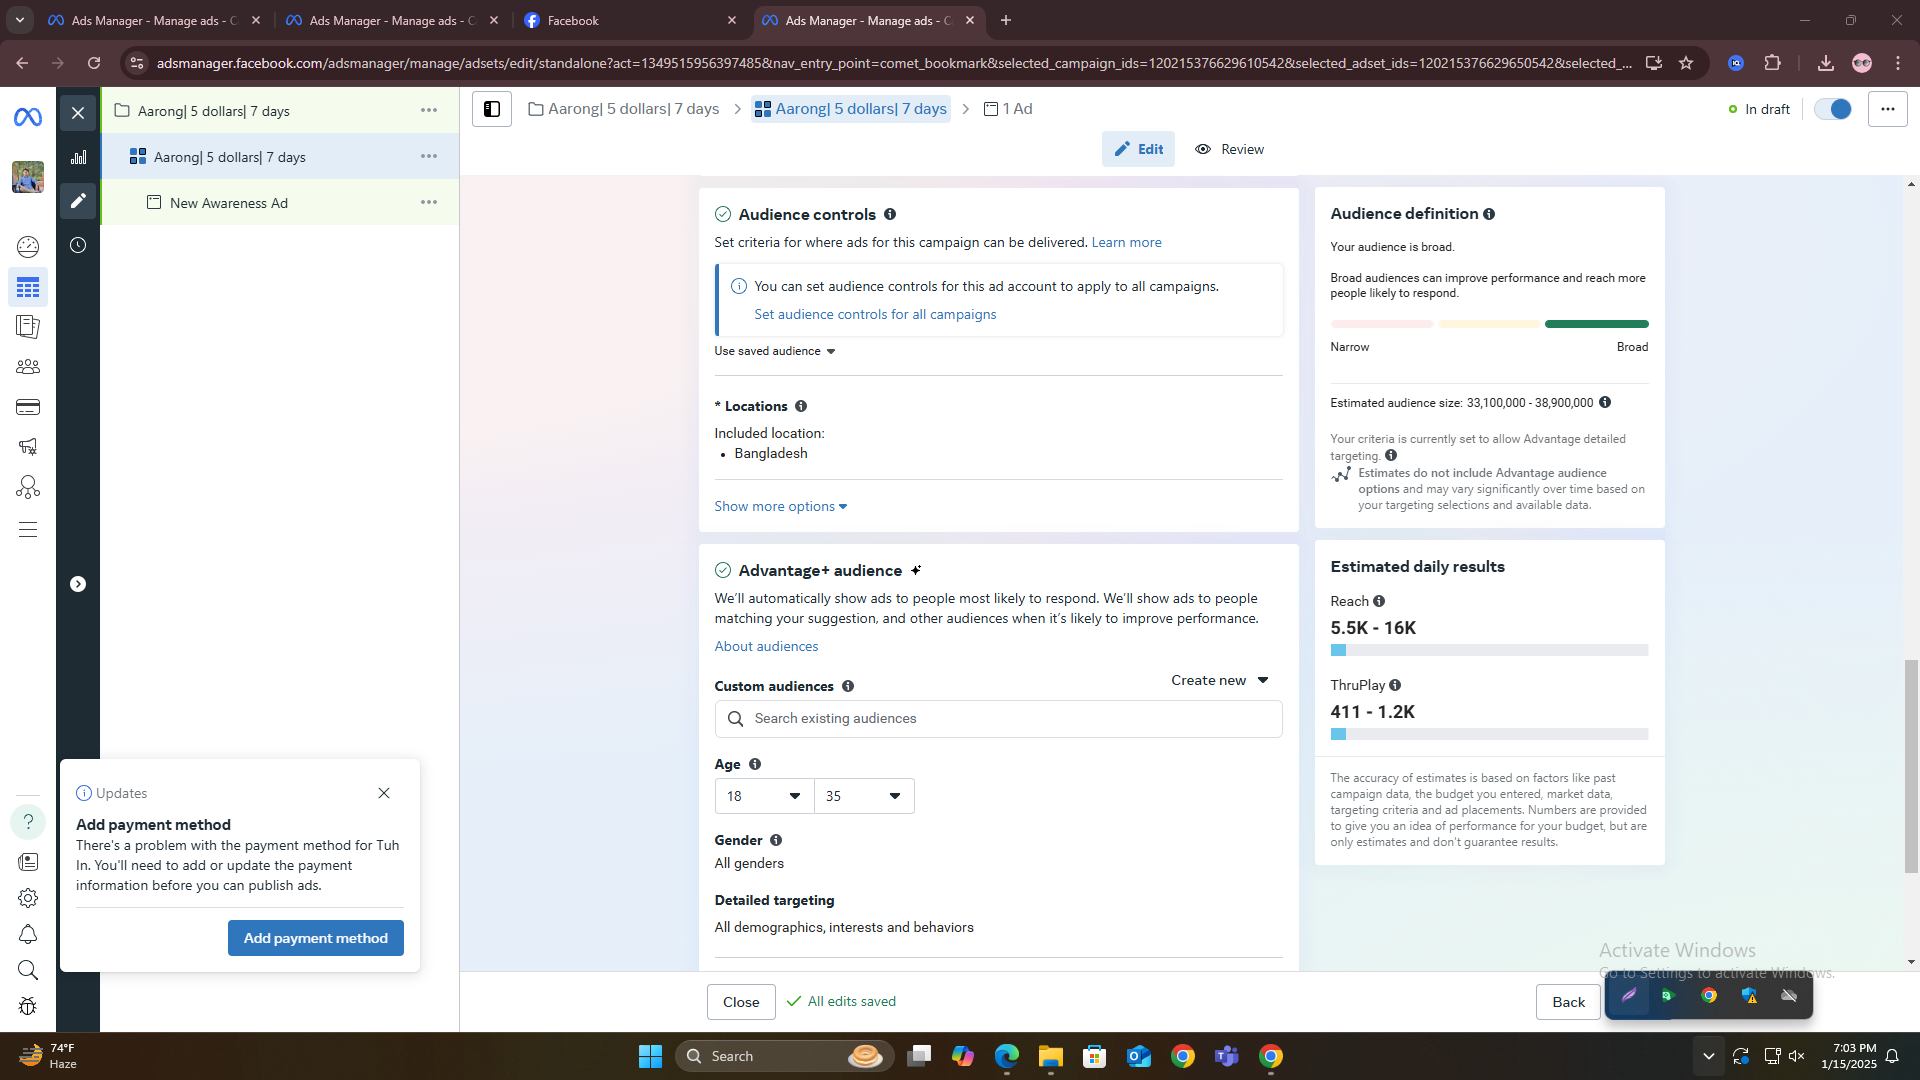 Ads Manager - Manage ads - C
Ads Manager - Manage ads - C
Facebook
Ads Manager - Manage ads - C
adsmanager.facebook.com/adsmanager/manage/adsets/edit/standalone?act=1349515956397485&nav_entry_point=comet_bookmark&selected_campaign_ids=120215376629610542&selected_adset_ids=120215376629650542&selected_...
Aarong| 5 dollars| 7 days
Aarong| 5 dollars| 7 days
New Awareness Ad
Aarong| 5 dollars| 7 days
Aarong| 5 dollars| 7 days
1 Ad
In draft
Edit
Review
Audience controls
Set criteria for where ads for this campaign can be delivered. Learn more
You can set audience controls for this ad account to apply to all campaigns.
Set audience controls for all campaigns
Use saved audience
* Locations
Included location:
• Bangladesh
Show more options
Advantage+ audience
We'll automatically show ads to people most likely to respond. We'll show ads to people
matching your suggestion, and other audiences when it's likely to improve performance.
About audiences
Custom audiences
Create new
Search existing audiences
Age
18
35
Gender
All genders
Detailed targeting
All demographics, interests and behaviors
Audience definition
Your audience is broad.
Broad audiences can improve performance and reach more
people likely to respond.
Narrow
Broad
Estimated audience size: 33,100,000 - 38,900,000
Your criteria is currently set to allow Advantage detailed
targeting.
Estimates do not include Advantage audience
options and may vary significantly over time based on
your targeting selections and available data.
Estimated daily results
Reach
5.5K - 16K
ThruPlay
411 - 1.2K
The accuracy of estimates is based on factors like past
campaign data, the budget you entered, market data,
targeting criteria and ad placements. Numbers are provided
to give you an idea of performance for your budget, but are
only estimates and don't guarantee results.
Updates
Add payment method
There's a problem with the payment method for Tuh
In. You'll need to add or update the payment
information before you can publish ads.
Add payment method
Close
All edits saved
Back
Activate Windows
Go to Settings to activate Windows.
74°F
Haze
Search
7:03 PM
1/15/2025